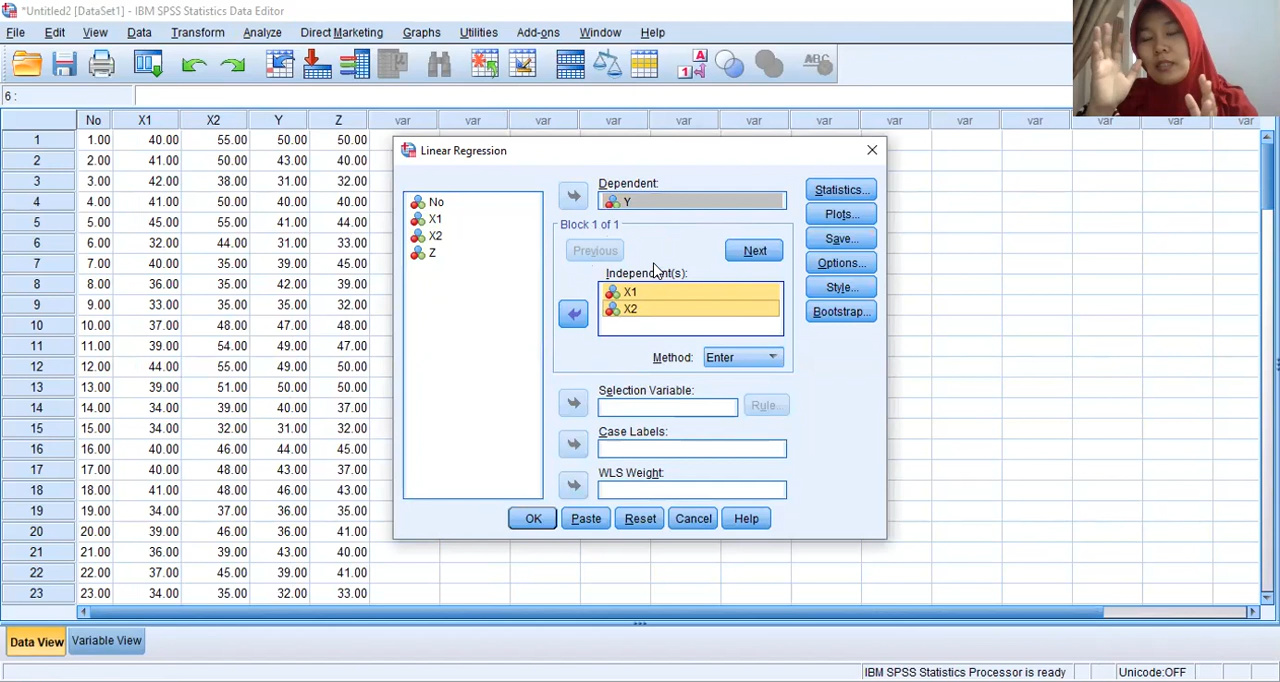 *Untitled2 [DataSet1] - IBM SPSS Statistics Data Editor
File Edit View Data Transform Analyze Direct Marketing Graphs Utilities Add-ons Window Help
6 :
No X1 X2 Y Z var var var var var var var var var var var var var
1 1.00 40.00 55.00 50.00 50.00
2 2.00 41.00 50.00 43.00 40.00
3 3.00 42.00 38.00 31.00 32.00
4 4.00 41.00 50.00 40.00 40.00
5 5.00 45.00 55.00 41.00 44.00
6 6.00 32.00 44.00 31.00 33.00
7 7.00 40.00 35.00 39.00 45.00
8 8.00 36.00 35.00 42.00 39.00
9 9.00 33.00 35.00 35.00 30.00
10 10.00 37.00 48.00 47.00 48.00
11 11.00 39.00 54.00 49.00 47.00
12 12.00 44.00 55.00 49.00 50.00
13 13.00 39.00 51.00 50.00 50.00
14 14.00 34.00 39.00 40.00 37.00
15 15.00 34.00 32.00 31.00 32.00
16 16.00 40.00 48.00 44.00 45.00
17 17.00 40.00 48.00 43.00 37.00
18 18.00 41.00 48.00 46.00 43.00
19 19.00 34.00 37.00 36.00 35.00
20 20.00 39.00 46.00 36.00 41.00
21 21.00 36.00 39.00 43.00 40.00
22 22.00 37.00 45.00 39.00 41.00
23 23.00 34.00 35.00 32.00 33.00
Linear Regression
No
X1
X2
Z
Dependent:
Y
Block 1 of 1
Previous Next
Independent(s):
X1
X2
Method: Enter
Selection Variable:
Rule...
Case Labels:
WLS Weight:
Statistics...
Plots...
Save...
Options...
Style...
Bootstrap...
OK Paste Reset Cancel Help
Data View Variable View
IBM SPSS Statistics Processor is ready Unicode:OFF